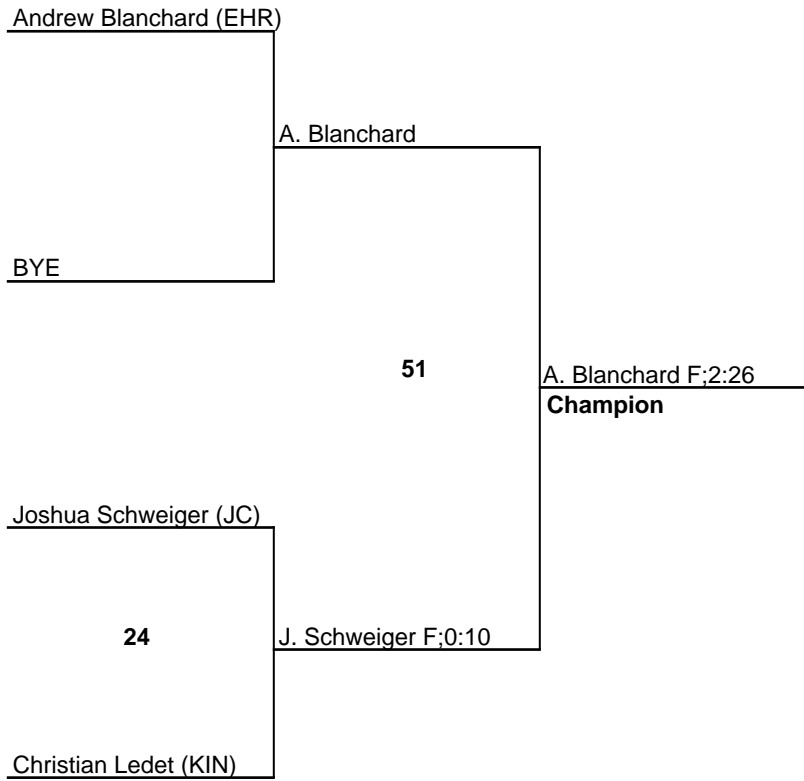 Andrew Blanchard (EHR)
A. Blanchard
BYE
51
A. Blanchard F;2:26
Champion
Joshua Schweiger (JC)
24
J. Schweiger F;0:10
Christian Ledet (KIN)